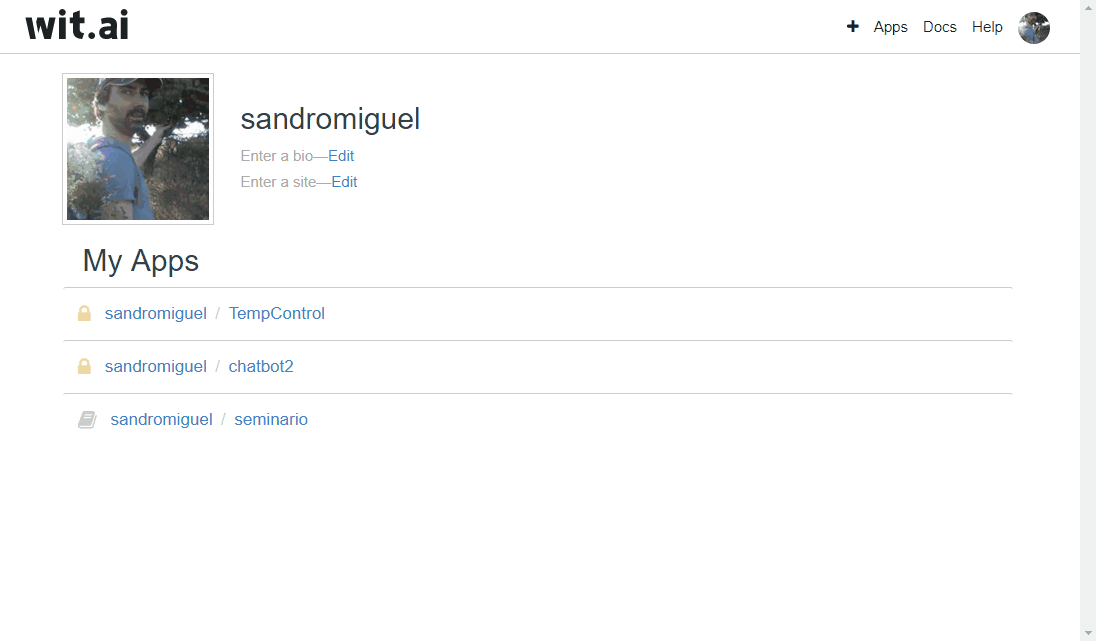 wit.ai
+ Apps Docs Help
sandromiguel
Enter a bio—Edit
Enter a site—Edit
My Apps
sandromiguel / TempControl
sandromiguel / chatbot2
sandromiguel / seminario